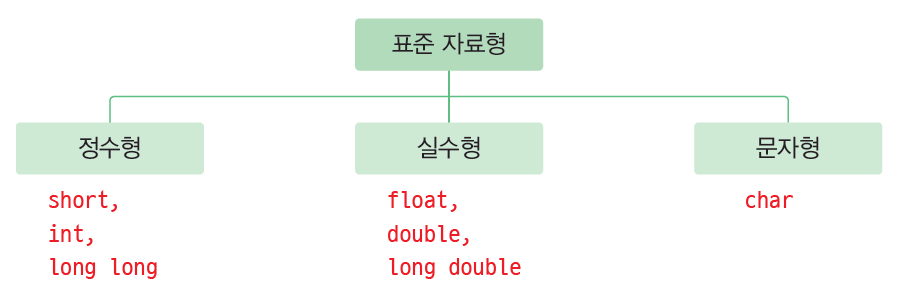 표준 자료형
정수형
실수형
문자형
short,
int,
long long
float,
double,
long double
char